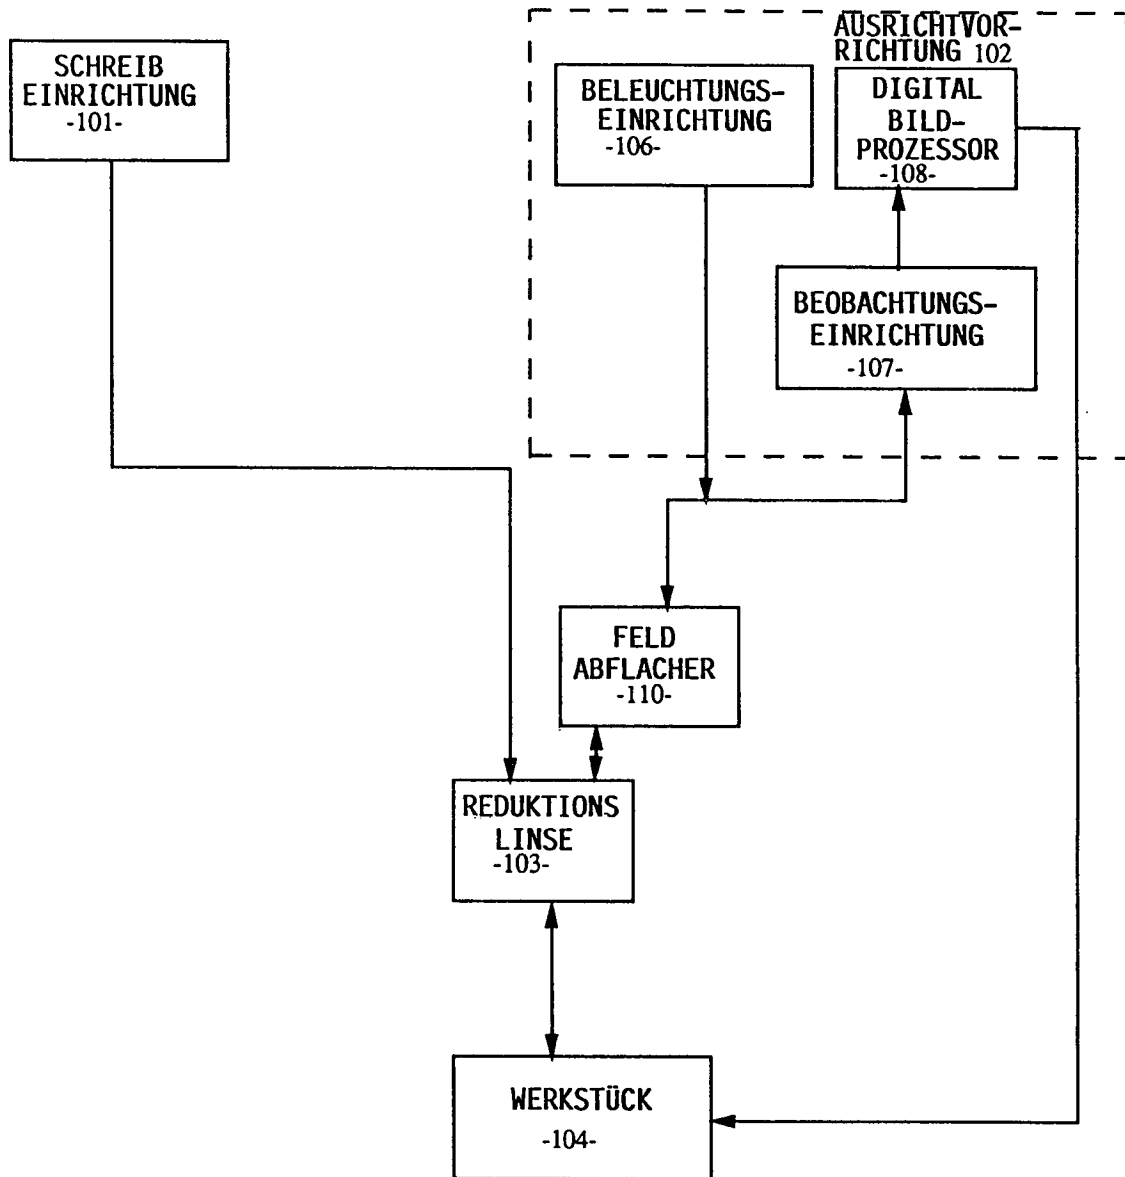 SCHREIB
EINRICHTUNG
-101-
AUSRICHTVOR-
RICHTUNG 102
BELEUCHTUNGS-
EINRICHTUNG
-106-
DIGITAL
BILD-
PROZESSOR
-108-
BEOBACHTUNGS-
EINRICHTUNG
-107-
FELD
ABFLACHER
-110-
REDUKTIONS
LINSE
-103-
WERKSTÜCK
-104-